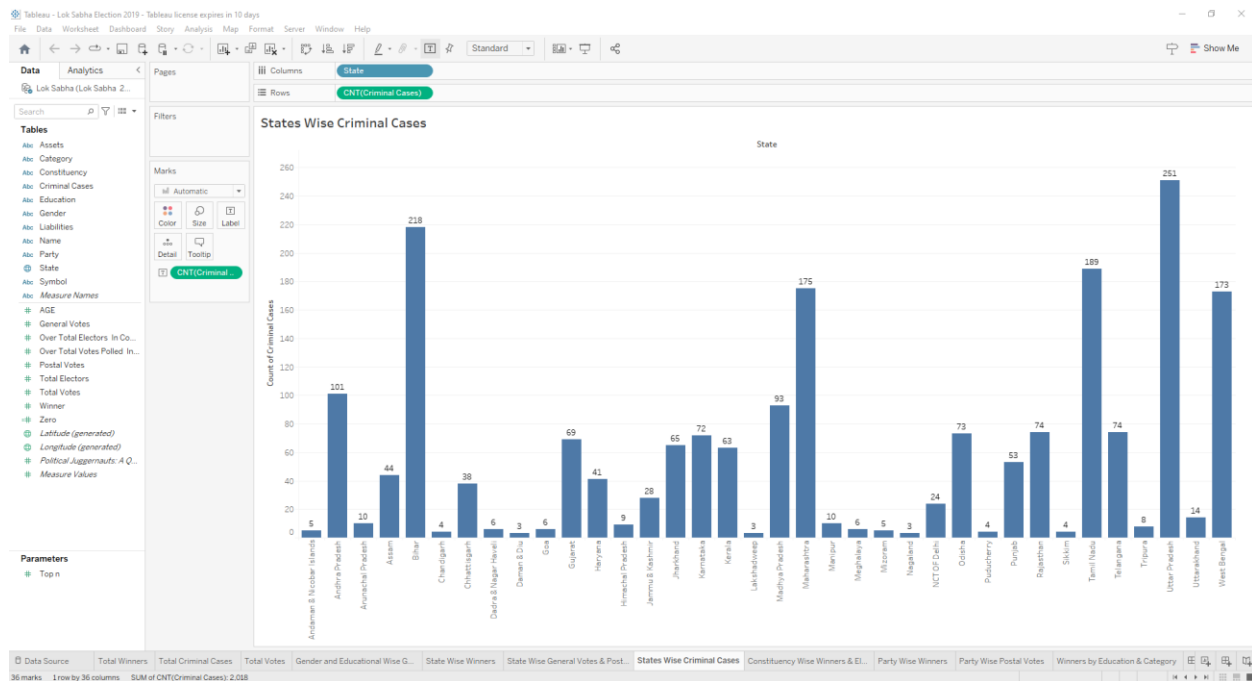 Tableau - Lok Sabha Election 2019 - Tableau license expires in 10 days
File Data Worksheet Dashboard Story Analysis Map Format Server Window Help
Standard
Show Me
Data Analytics
Lok Sabha (Lok Sabha 2...
Search
Tables
Abc Assets
Abc Category
Abc Constituency
Abc Criminal Cases
Abc Education
Abc Gender
Abc Liabilities
Abc Name
Abc Party
State
Abc Symbol
Abc Measure Names
# AGE
# General Votes
# Over Total Electors In Co...
# Over Total Votes Polled In...
# Postal Votes
# Total Electors
# Total Votes
# Winner
=# Zero
Latitude (generated)
Longitude (generated)
# Political Juggernauts: A Q...
# Measure Values
Parameters
# Top n
Pages
Filters
Marks
Automatic
Color Size Label
Detail Tooltip
CNT(Criminal ..
Columns State
Rows CNT(Criminal Cases)
States Wise Criminal Cases
State
Count of Criminal Cases
260
240
220
200
180
160
140
120
100
80
60
40
20
0
5
101
10
44
218
4
38
6
3
6
69
41
9
28
65
72
63
3
93
175
10
6
5
3
24
73
4
53
74
4
189
74
8
251
14
173
Andaman & Nicobar Islands
Andhra Pradesh
Arunachal Pradesh
Assam
Bihar
Chandigarh
Chhattisgarh
Dadra & Nagar Haveli
Daman & Diu
Goa
Gujarat
Haryana
Himachal Pradesh
Jammu & Kashmir
Jharkhand
Karnataka
Kerala
Lakshadweep
Madhya Pradesh
Maharashtra
Manipur
Meghalaya
Mizoram
Nagaland
NCT OF Delhi
Odisha
Puducherry
Punjab
Rajasthan
Sikkim
Tamil Nadu
Telangana
Tripura
Uttar Pradesh
Uttarakhand
West Bengal
Data Source Total Winners Total Criminal Cases Total Votes Gender and Educational Wise G... State Wise Winners State Wise General Votes & Post... States Wise Criminal Cases Constituency Wise Winners & El... Party Wise Winners Party Wise Postal Votes Winners by Education & Category
36 marks 1 row by 36 columns SUM of CNT(Criminal Cases): 2,018